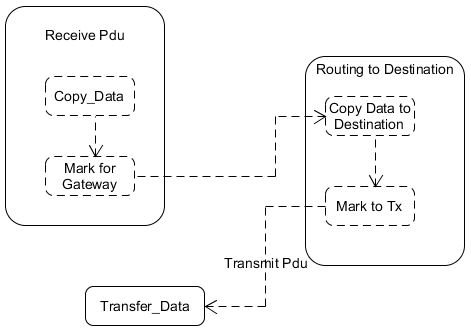 Receive Pdu
Copy_Data
Mark for
Gateway
Routing to Destination
Copy Data to
Destination
Mark to Tx
Transmit Pdu
Transfer_Data